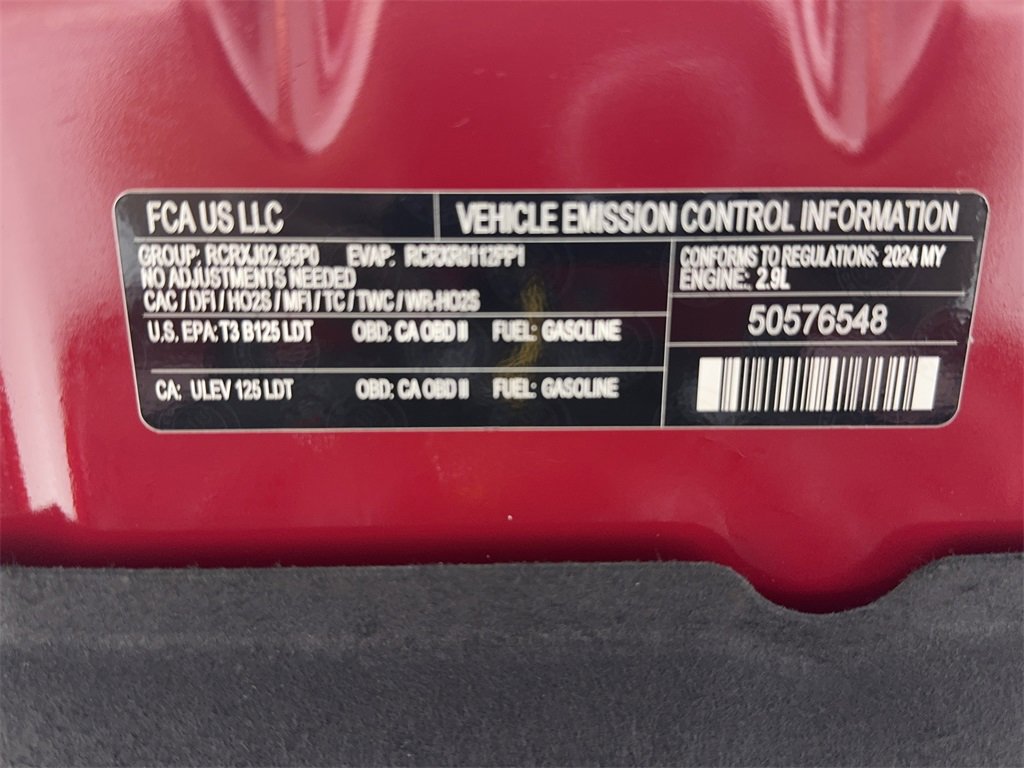 FCA US LLC
VEHICLE EMISSION CONTROL INFORMATION
GROUP: RCRXJ02.95P0 EVAP: RCRXR0112PP1
NO ADJUSTMENTS NEEDED
CAC / DFI / HO2S / MFI / TC / TWC / WR-HO2S
CONFORMS TO REGULATIONS: 2024 MY
ENGINE: 2.9L
50576548
U.S. EPA: T3 B125 LDT OBD: CA OBD II FUEL: GASOLINE
CA: ULEV 125 LDT OBD: CA OBD II FUEL: GASOLINE